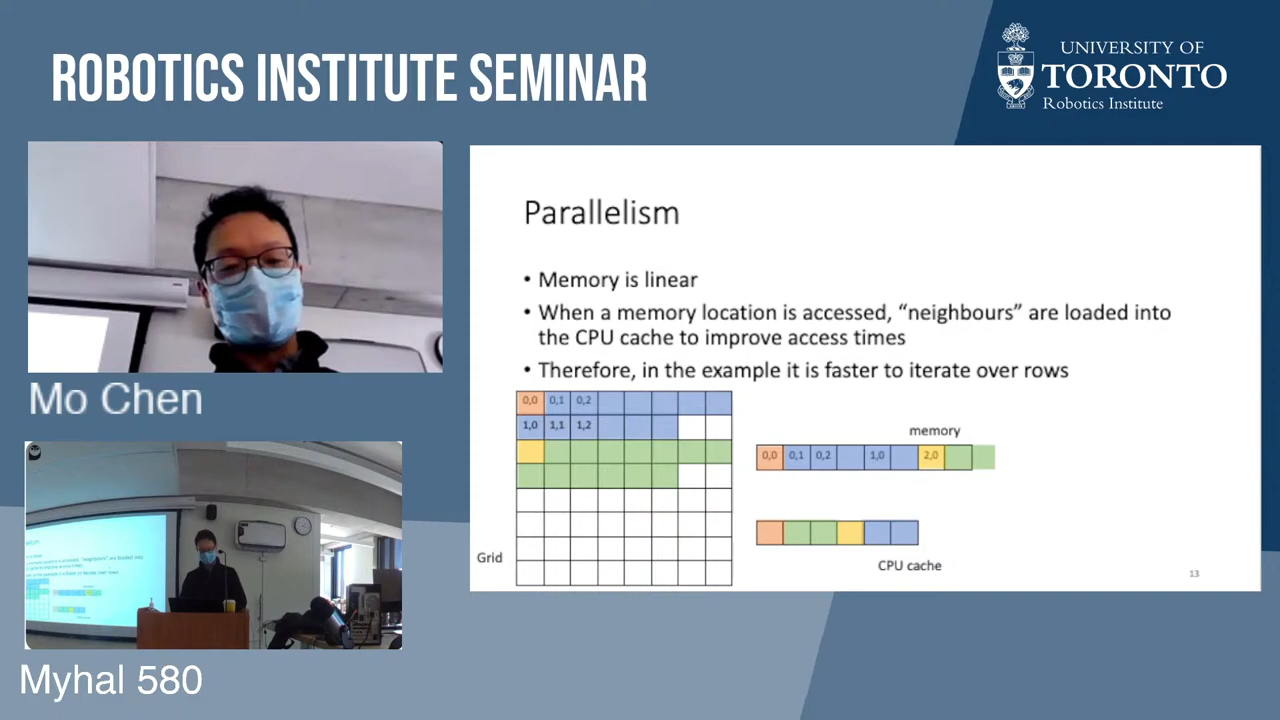 ROBOTICS INSTITUTE SEMINAR
UNIVERSITY OF
TORONTO
Robotics Institute
Mo Chen
Myhal 580
Parallelism
• Memory is linear
• When a memory location is accessed, “neighbours” are loaded into
the CPU cache to improve access times
• Therefore, in the example it is faster to iterate over rows
0,0 0,1 0,2
1,0 1,1 1,2
Grid
memory
0,0 0,1 0,2 1,0 2,0
CPU cache
13